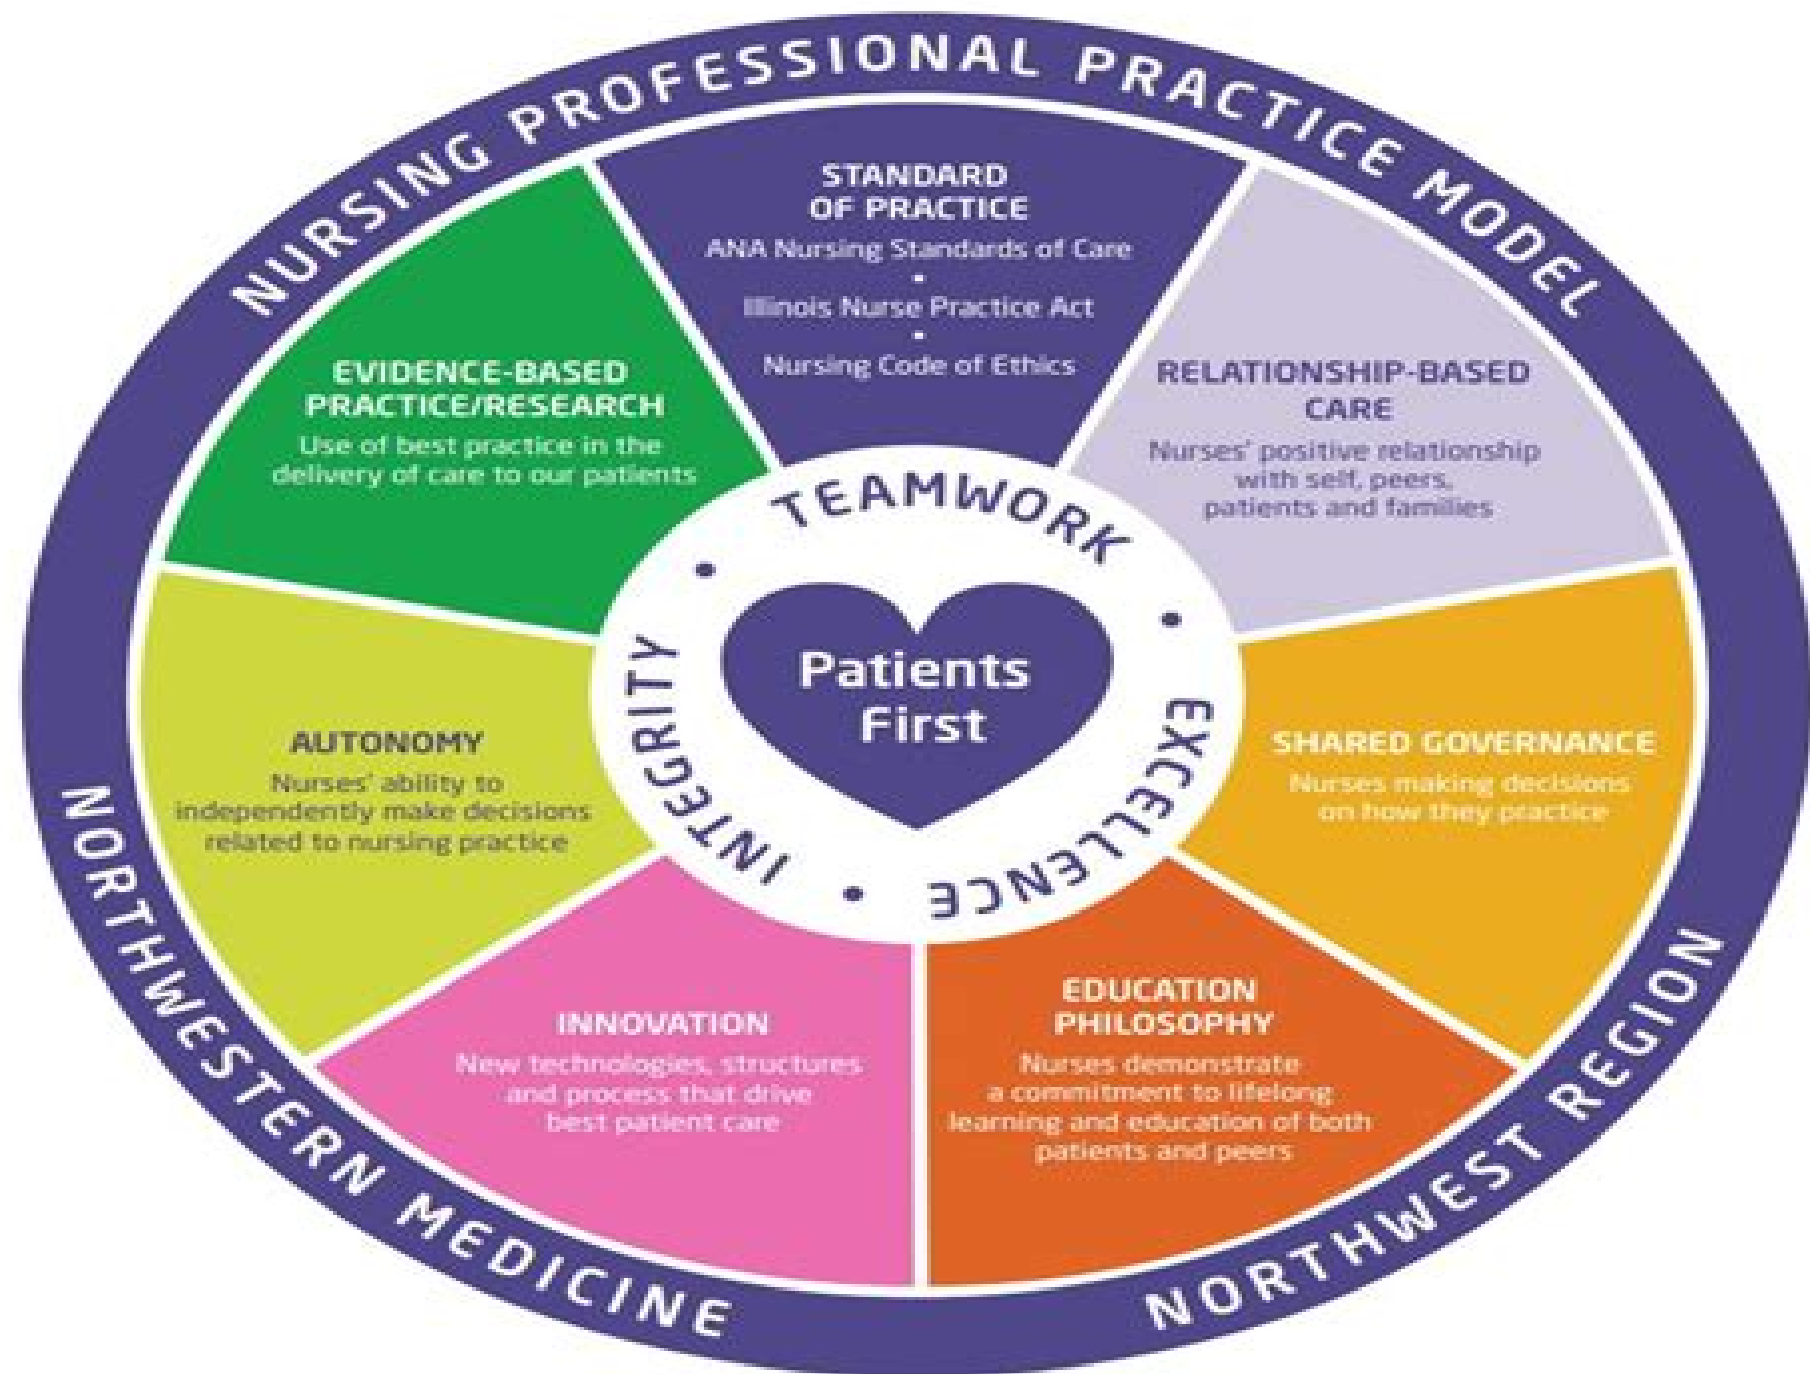 NURSING PROFESSIONAL PRACTICE MODEL
STANDARD
OF PRACTICE
ANA Nursing Standards of Care
•
Illinois Nurse Practice Act
•
Nursing Code of Ethics
RELATIONSHIP-BASED
CARE
Nurses' positive relationship
with self, peers,
patients and families
SHARED GOVERNANCE
Nurses making decisions
on how they practice
EDUCATION
PHILOSOPHY
Nurses demonstrate
a commitment to lifelong
learning and education of both
patients and peers
INNOVATION
New technologies, structures
and process that drive
best patient care
AUTONOMY
Nurses' ability to
independently make decisions
related to nursing practice
EVIDENCE-BASED
PRACTICE/RESEARCH
Use of best practice in the
delivery of care to our patients
TEAMWORK • EXCELLENCE • INTEGRITY •
Patients
First
NORTHWESTERN MEDICINE
NORTHWEST REGION